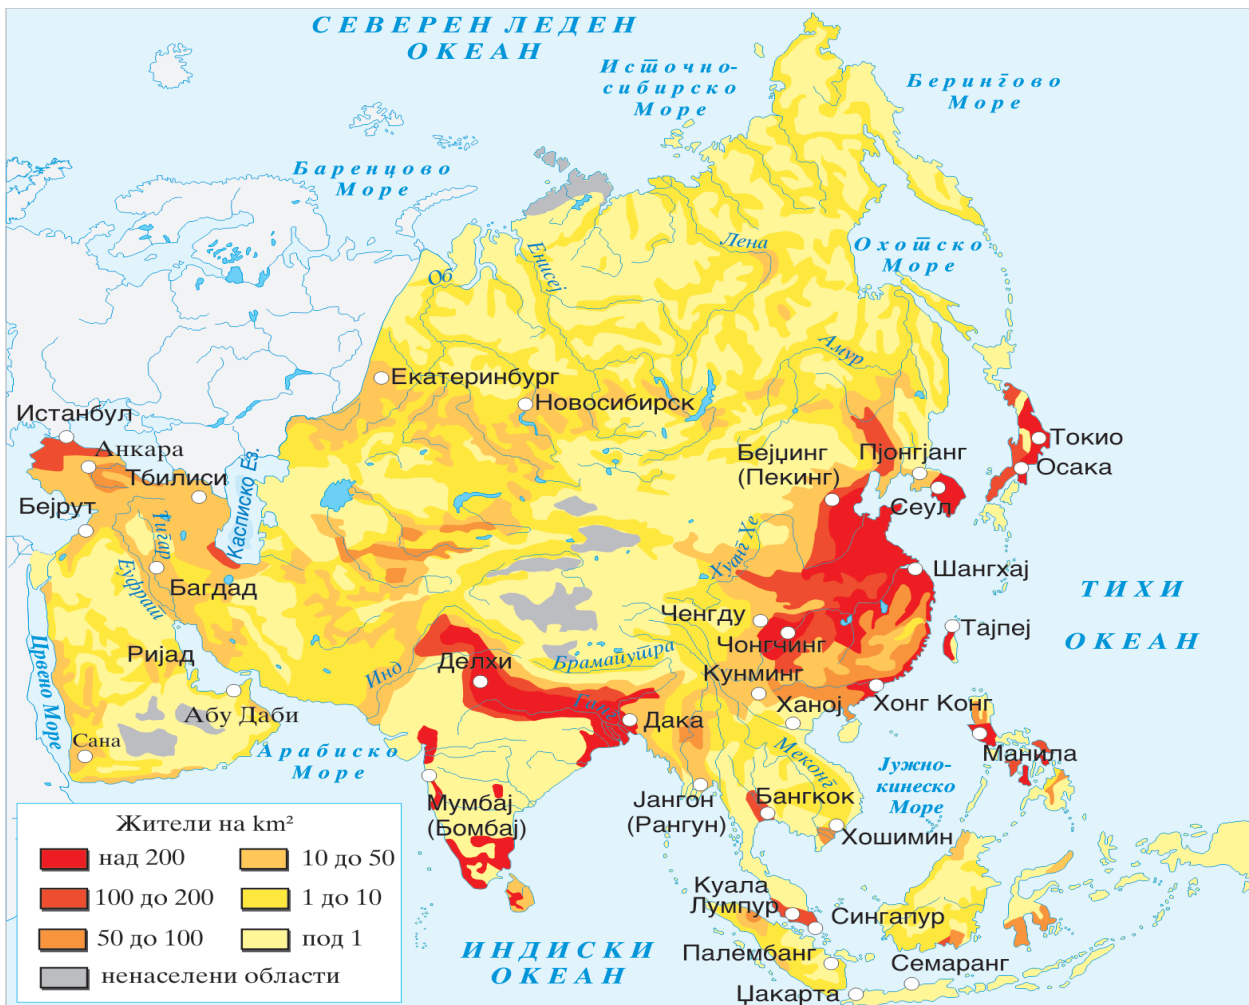 СЕВЕРЕН ЛЕДЕН
ОКЕАН
Источно-
сибирско
Море
Берингово
Море
Баренцово
Море
Охотско
Море
Лена
Енисеј
Об
Амур
Екатеринбург
Новосибирск
Истанбул
Анкара
Тбилиси
Касписко Ез.
Бејрут
Тигар
Еуфрат
Багдад
Бејџинг
(Пекинг)
Пјонгјанг
Токио
Осака
Сеул
Хуанг Хе
Шангхај
ТИХИ
ОКЕАН
Ченгду
Чонгчинг
Тајпеј
Црвено Море
Ријад
Инд
Делхи
Брамапутра
Кунминг
Ганг
Дака
Ханој
Хонг Конг
Абу Даби
Сана
Арабиско
Море
Меконг
Јужно-
кинеско
Море
Манила
Мумбај
(Бомбај)
Јангон
(Рангун)
Бангкок
Хошимин
Жители на km²
над 200
10 до 50
100 до 200
1 до 10
50 до 100
под 1
ненаселени области
Куала
Лумпур
Сингапур
ИНДИСКИ
ОКЕАН
Палембанг
Семаранг
Џакарта